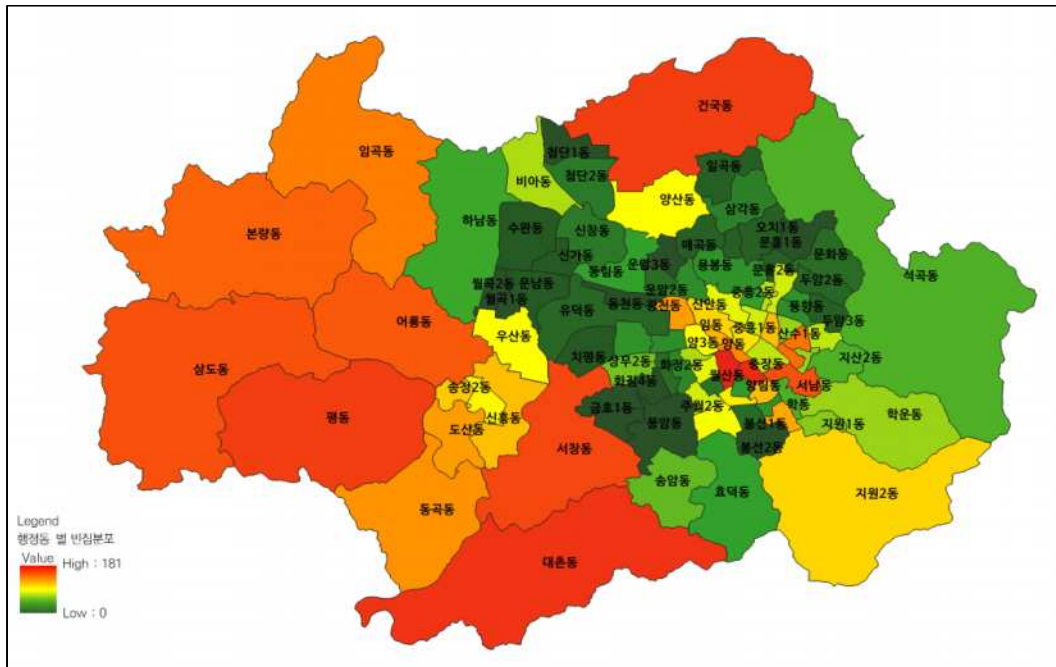 건국동
임곡동
첨단1동
일곡동
비아동
첨단2동
양산동
삼각동
하남동
본량동
수완동
신창동
오치1동
문흥1동
매곡동
문화동
신가동
운암3동
용봉동
동림동
문흥2동
석곡동
월곡2동
운남동
두암2동
월곡1동
운암2동
중흥2동
유덕동
동천동
광천동
신안동
풍향동
어룡동
임동
중흥1동
산수1동
두암3동
우산동
양3동
양동
치평동
상무2동
화정2동
지산2동
삼도동
월산동
충장동
평동
송정2동
화정4동
양림동
서남동
금호1동
주월2동
학동
신흥동
학운동
도산동
풍암동
봉선1동
지원1동
서창동
봉선2동
송암동
지원2동
동곡동
효덕동
대촌동
Legend
행정동 별 빈집분포
Value
High : 181
Low : 0